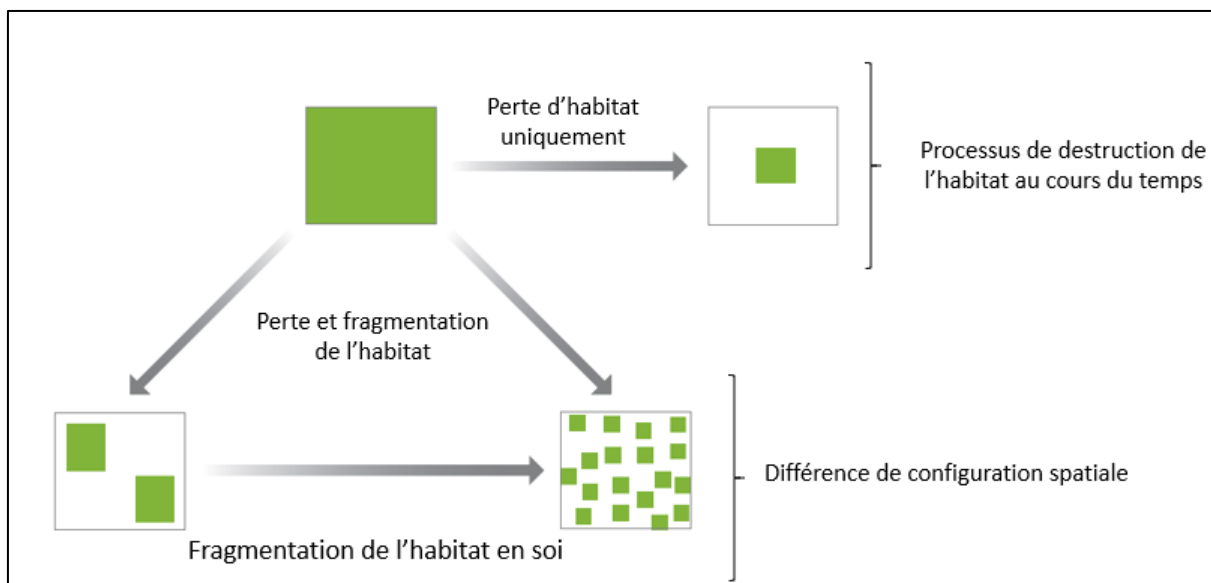 Perte d'habitat
uniquement
Processus de destruction de
l'habitat au cours du temps
Perte et fragmentation
de l'habitat
Différence de configuration spatiale
Fragmentation de l'habitat en soi